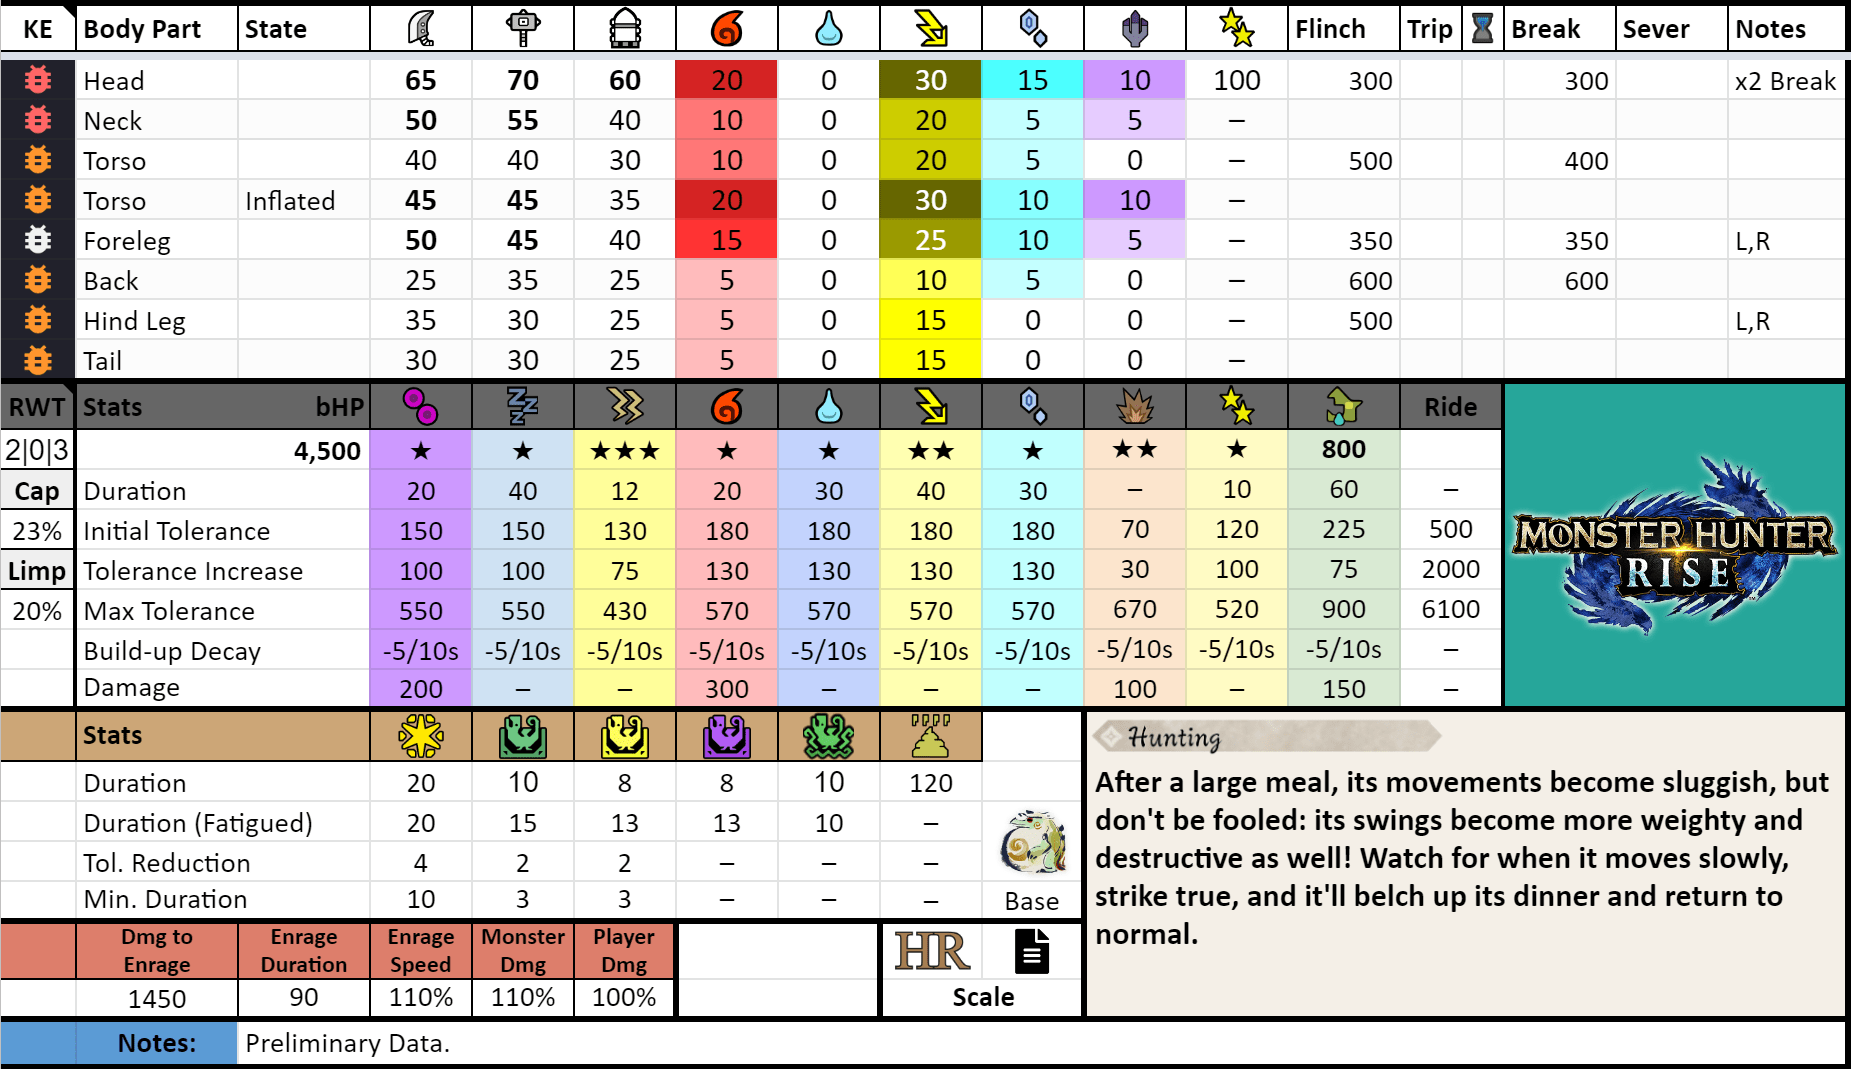 KE Body Part State Flinch Trip Break Sever Notes
Head 65 70 60 20 0 30 15 10 100 300 300 x2 Break
Neck 50 55 40 10 0 20 5 5 –
Torso 40 40 30 10 0 20 5 0 – 500 400
Torso Inflated 45 45 35 20 0 30 10 10 –
Foreleg 50 45 40 15 0 25 10 5 – 350 350 L,R
Back 25 35 25 5 0 10 5 0 – 600 600
Hind Leg 35 30 25 5 0 15 0 0 – 500 L,R
Tail 30 30 25 5 0 15 0 0 –
RWT Stats bHP Ride
2|0|3 4,500 ★ ★ ★★★ ★ ★ ★★ ★ ★★ ★ 800
Cap Duration 20 40 12 20 30 40 30 – 10 60 –
23% Initial Tolerance 150 150 130 180 180 180 180 70 120 225 500
Limp Tolerance Increase 100 100 75 130 130 130 130 30 100 75 2000
20% Max Tolerance 550 550 430 570 570 570 570 670 520 900 6100
Build-up Decay -5/10s -5/10s -5/10s -5/10s -5/10s -5/10s -5/10s -5/10s -5/10s -5/10s –
Damage 200 – – 300 – – – 100 – 150 –
MONSTER HUNTER
RISE
Stats
Duration 20 10 8 8 10 120
Duration (Fatigued) 20 15 13 13 10 –
Tol. Reduction 4 2 2 – – –
Min. Duration 10 3 3 – – –
Base
Hunting
After a large meal, its movements become sluggish, but
don't be fooled: its swings become more weighty and
destructive as well! Watch for when it moves slowly,
strike true, and it'll belch up its dinner and return to
normal.
Dmg to Enrage Enrage Duration Enrage Speed Monster Dmg Player Dmg
HR
1450 90 110% 110% 100%
Scale
Notes: Preliminary Data.